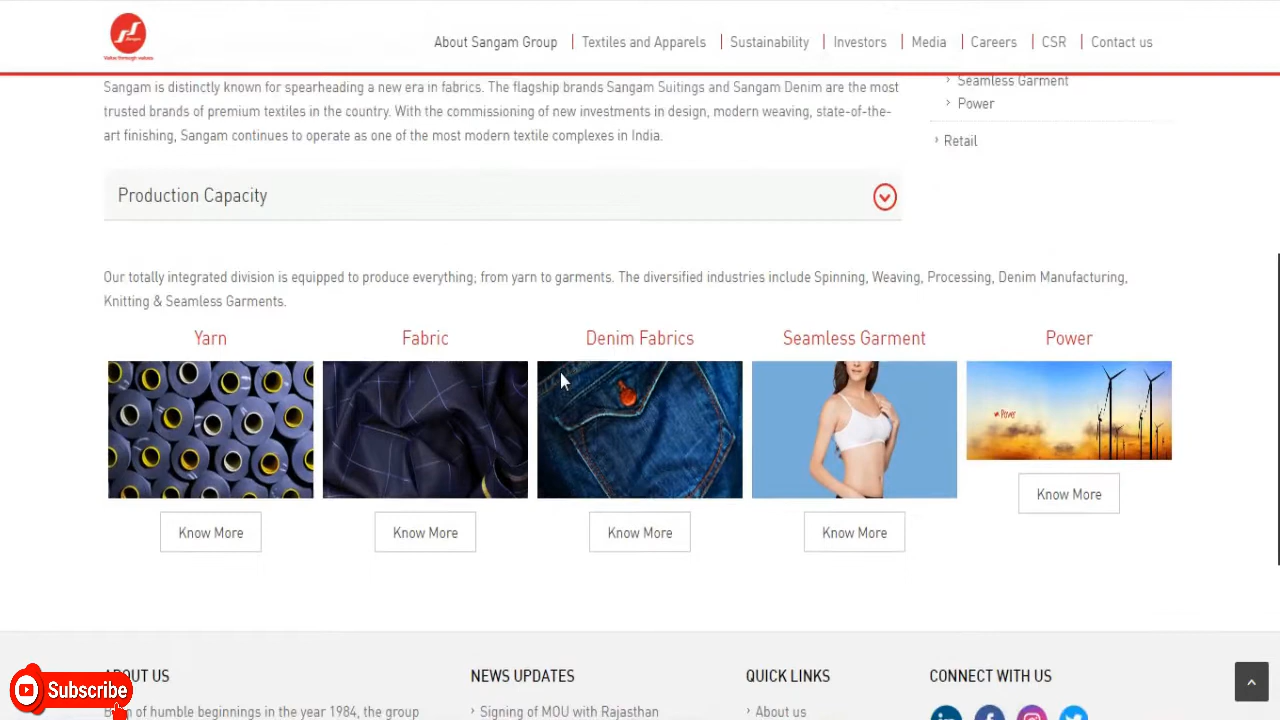 Sangam
Value through values
About Sangam Group
Textiles and Apparels
Sustainability
Investors
Media
Careers
CSR
Contact us
Sangam is distinctly known for spearheading a new era in fabrics. The flagship brands Sangam Suitings and Sangam Denim are the most
trusted brands of premium textiles in the country. With the commissioning of new investments in design, modern weaving, state-of-the-
art finishing, Sangam continues to operate as one of the most modern textile complexes in India.
› Seamless Garment
› Power
› Retail
Production Capacity
Our totally integrated division is equipped to produce everything; from yarn to garments. The diversified industries include Spinning, Weaving, Processing, Denim Manufacturing,
Knitting & Seamless Garments.
Yarn
Fabric
Denim Fabrics
Seamless Garment
Power
Power
Know More
Know More
Know More
Know More
Know More
ABOUT US
of humble beginnings in the year 1984, the group
NEWS UPDATES
› Signing of MOU with Rajasthan
QUICK LINKS
› About us
CONNECT WITH US
Subscribe